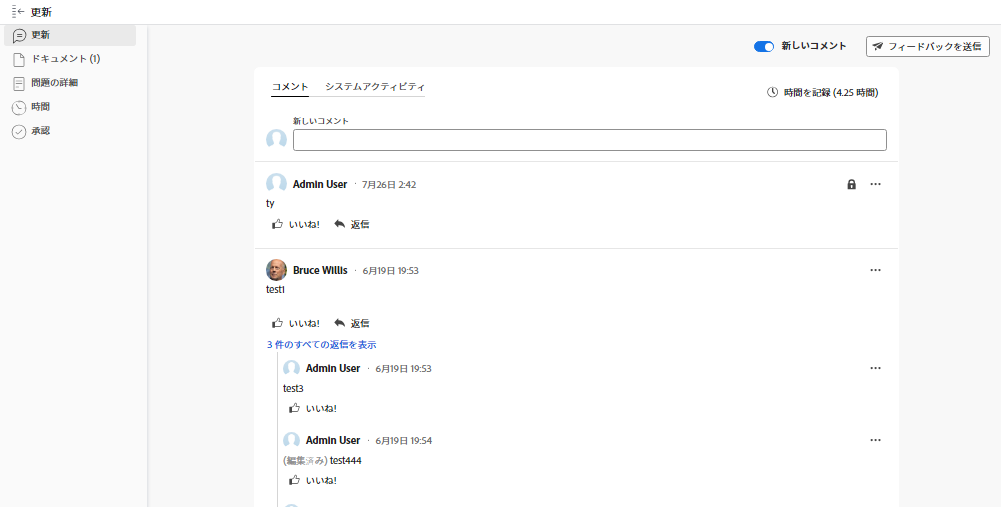 更新
更新
ドキュメント (1)
問題の詳細
時間
承認
新しいコメント
フィードバックを送信
コメント
システムアクティビティ
時間を記録 (4.25 時間)
新しいコメント
Admin User · 7月26日 2:42
ty
いいね! 返信
Bruce Willis · 6月19日 19:53
test1
いいね! 返信
3 件のすべての返信を表示
Admin User · 6月19日 19:53
test3
いいね!
Admin User · 6月19日 19:54
(編集済み) test444
いいね!